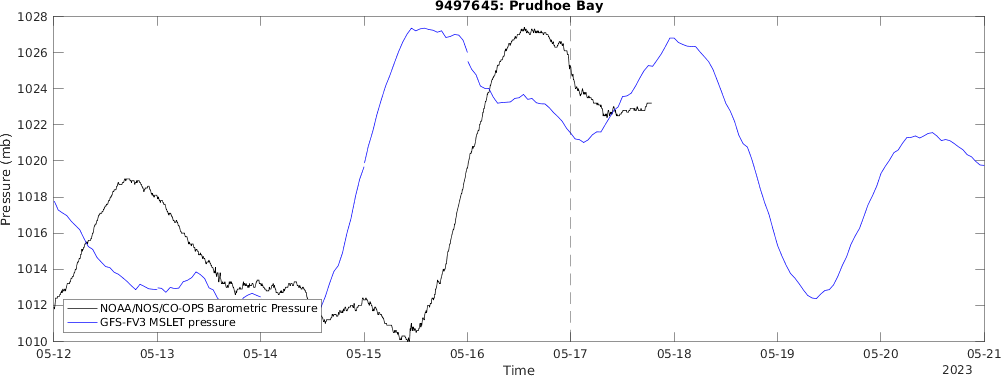 9497645: Prudhoe Bay
1028
1026
1024
1022
1020
1018
1016
1014
1012
1010
Pressure (mb)
NOAA/NOS/CO-OPS Barometric Pressure
GFS-FV3 MSLET pressure
05-12 05-13 05-14 05-15 05-16 05-17 05-18 05-19 05-20 05-21
Time
2023